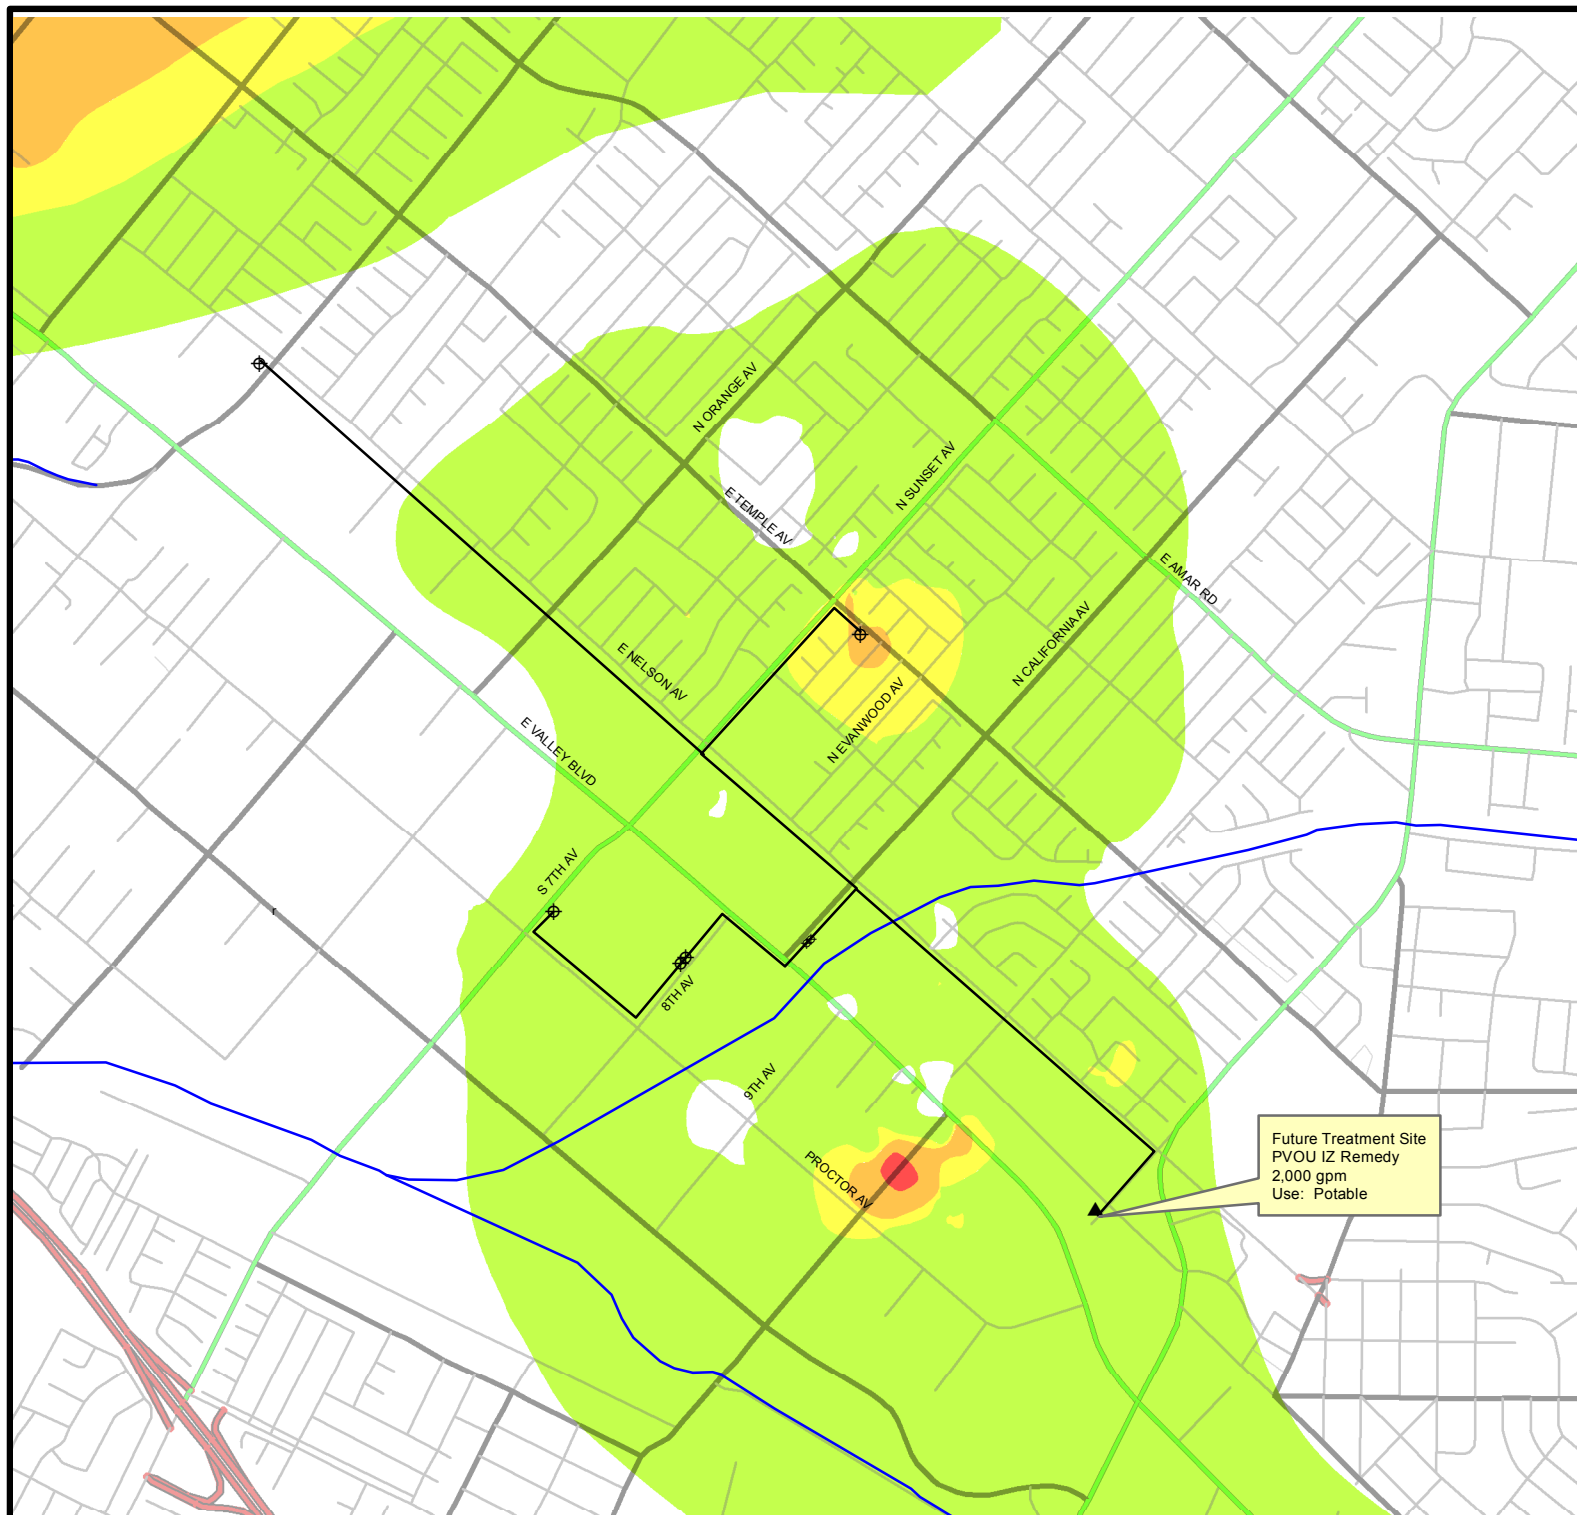 N ORANGE AV
N SUNSET AV
E TEMPLE AV
E AMAR RD
N CALIFORNIA AV
E NELSON AV
N EVANWOOD AV
E VALLEY BLVD
S 7TH AV
r
8TH AV
9TH AV
PROCTOR AV
Future Treatment Site
PVOU IZ Remedy
2,000 gpm
Use:  Potable